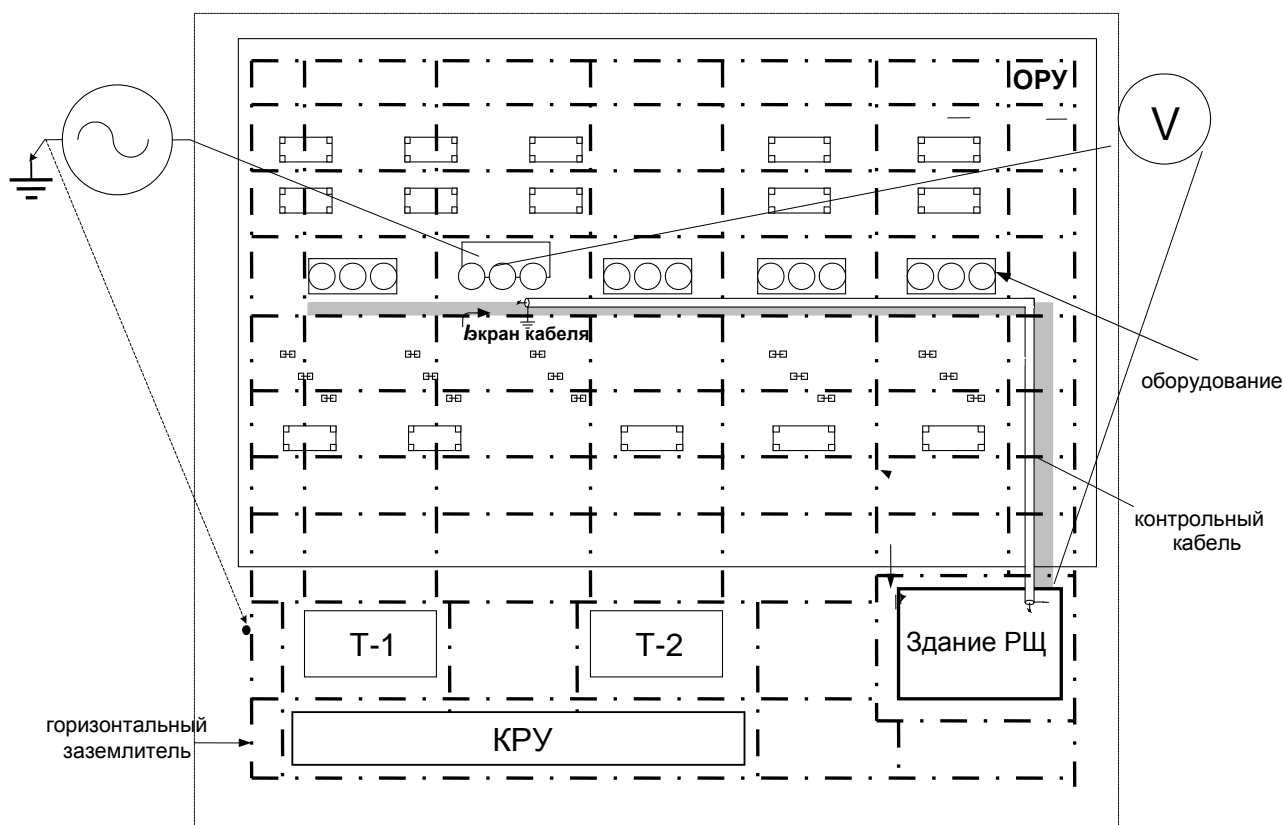 ОРУ
V
Iэкран кабеля
оборудование
контрольный
кабель
Т-1
Т-2
Здание РЩ
горизонтальный
заземлитель
КРУ